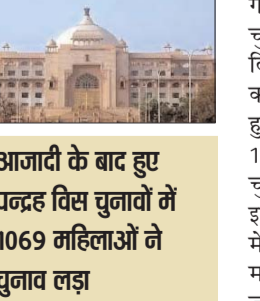 आजादी के बाद हुए
पन्द्रह विस चुनावों में
1069 महिलाओं ने
चुनाव लड़ा